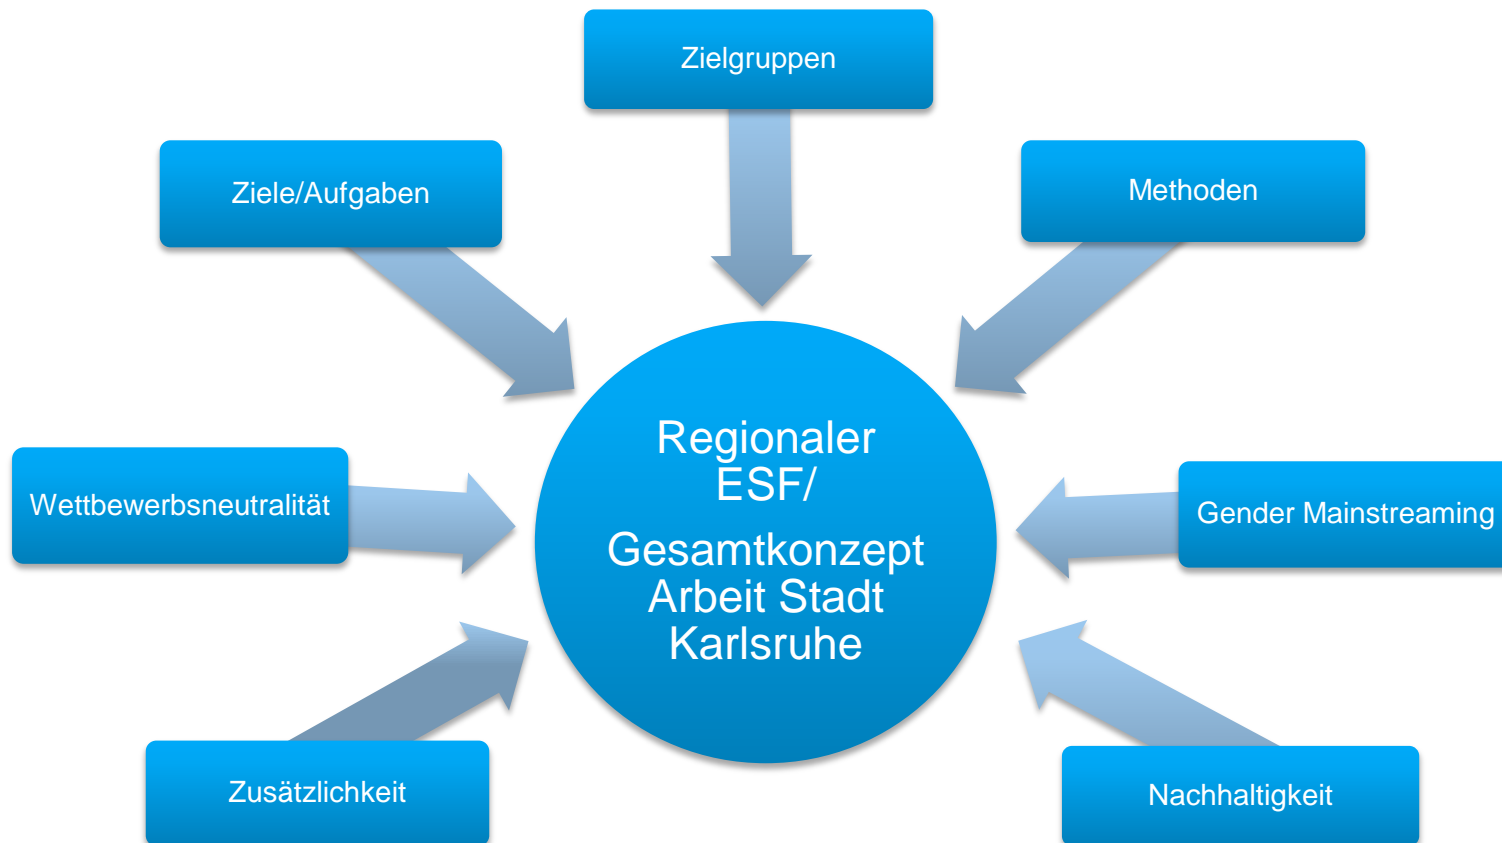 Zielgruppen
Ziele/Aufgaben
Methoden
Regionaler
ESF/
Gesamtkonzept
Arbeit Stadt
Karlsruhe
Wettbewerbsneutralität
Gender Mainstreaming
Zusätzlichkeit
Nachhaltigkeit